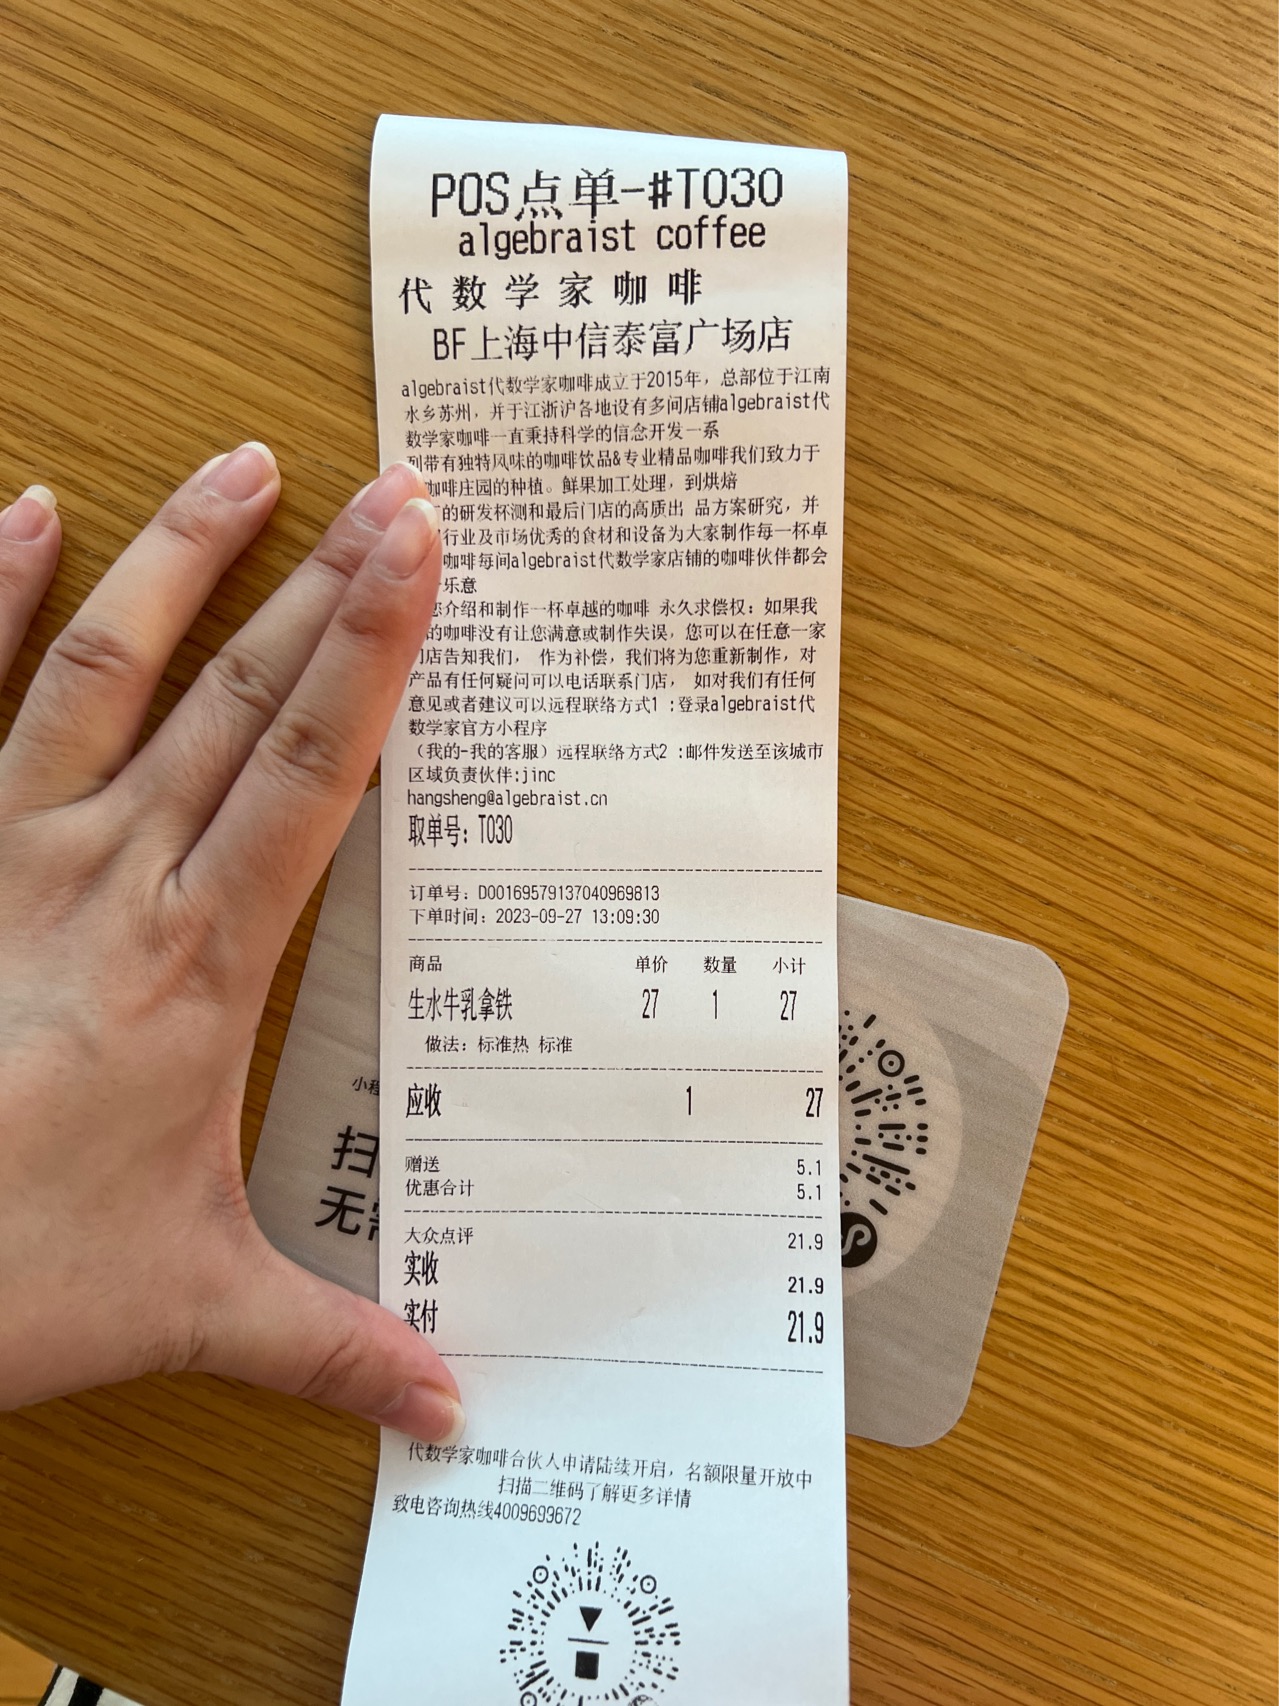 POS点单-#T030
algebraist coffee
代数学家咖啡
BF上海中信泰富广场店
algebraist代数学家咖啡成立于2015年，总部位于江南
水乡苏州，并于江浙沪各地设有多间店铺algebraist代
数学家咖啡一直秉持科学的信念开发一系
列带有独特风味的咖啡饮品&专业精品咖啡我们致力于
咖啡庄园的种植。鲜果加工处理，到烘焙
的研发杯测和最后门店的高质出 品方案研究，并
行业及市场优秀的食材和设备为大家制作每一杯卓
咖啡每间algebraist代数学家店铺的咖啡伙伴都会
乐意
您介绍和制作一杯卓越的咖啡 永久求偿权：如果我
的咖啡没有让您满意或制作失误，您可以在任意一家
门店告知我们， 作为补偿，我们将为您重新制作，对
产品有任何疑问可以电话联系门店， 如对我们有任何
意见或者建议可以远程联络方式1 :登录algebraist代
数学家官方小程序
（我的-我的客服）远程联络方式2 :邮件发送至该城市
区域负责伙伴:jinc
hangsheng@algebraist.cn
取单号：T030
订单号：D00169579137040969813
下单时间：2023-09-27 13:09:30
商品 单价 数量 小计
生水牛乳拿铁 27 1 27
做法：标准热 标准
应收 1 27
赠送 5.1
优惠合计 5.1
大众点评 21.9
实收 21.9
实付 21.9
代数学家咖啡合伙人申请陆续开启，名额限量开放中
扫描二维码了解更多详情
致电咨询热线4009693672
小程
扫
无需